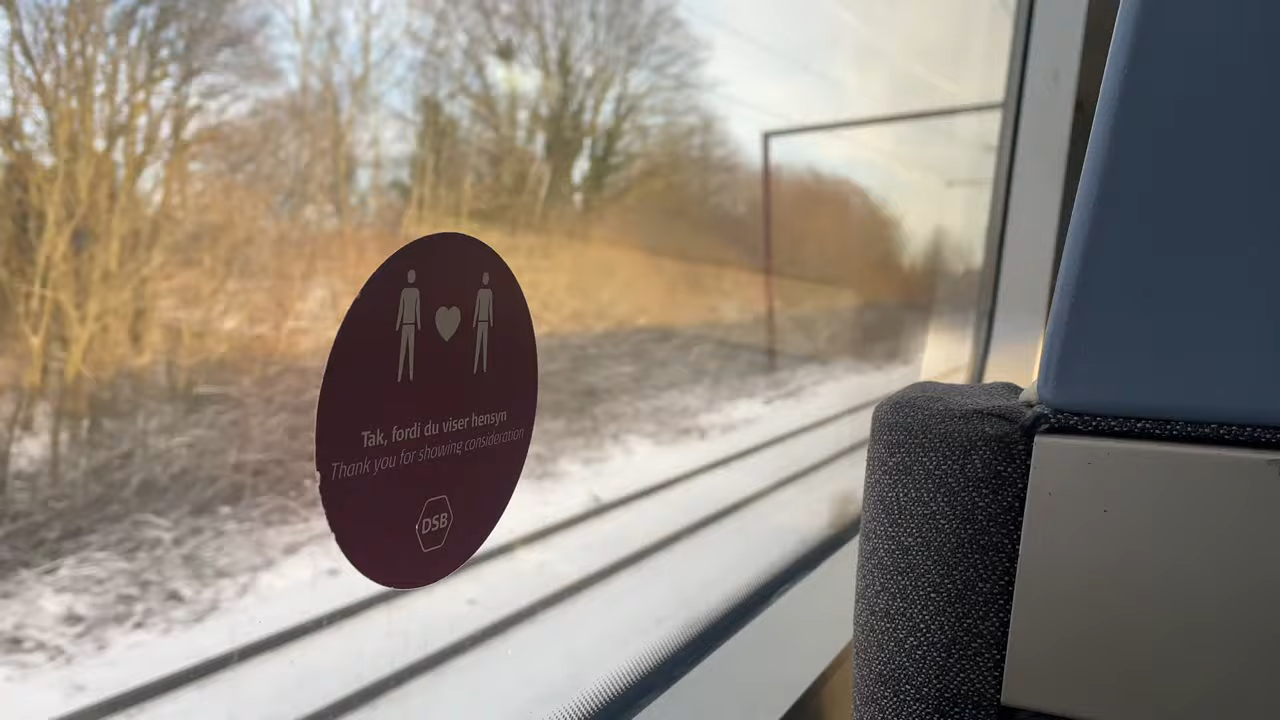 Tak, fordi du viser hensyn
Thank you for showing consideration
DSB